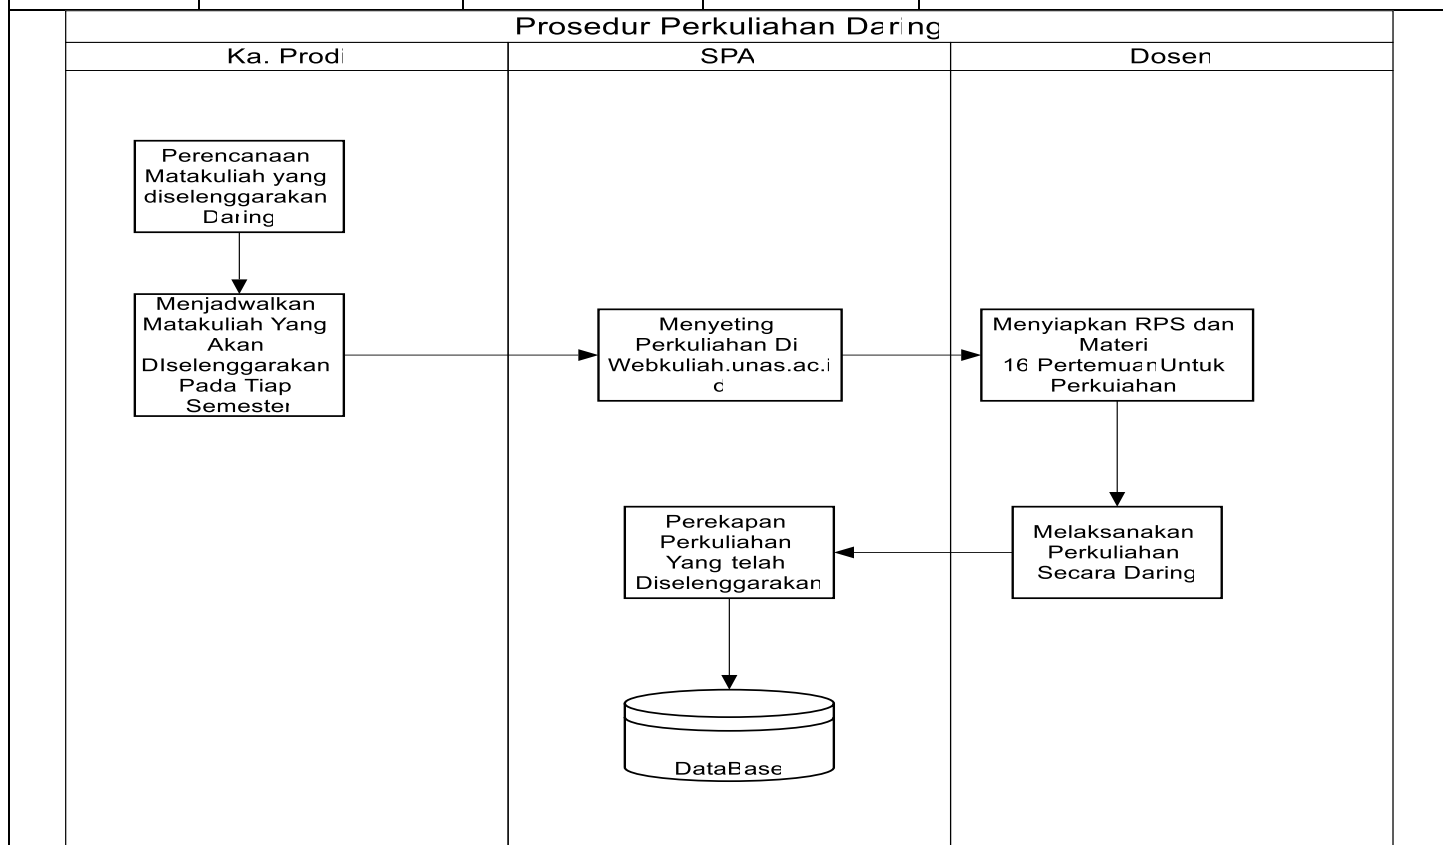 Prosedur Perkuliahan Daring
Ka. Prodi
SPA
Dosen
Perencanaan
Matakuliah yang
diselenggarakan
Daring
Menjadwalkan
Matakuliah Yang
Akan
DIselenggarakan
Pada Tiap
Semester
Menyeting
Perkuliahan Di
Webkuliah.unas.ac.i
d
Menyiapkan RPS dan
Materi
16 Pertemuan Untuk
Perkuiahan
Melaksanakan
Perkuliahan
Secara Daring
Perekapan
Perkuliahan
Yang telah
Diselenggarakan
DataBase